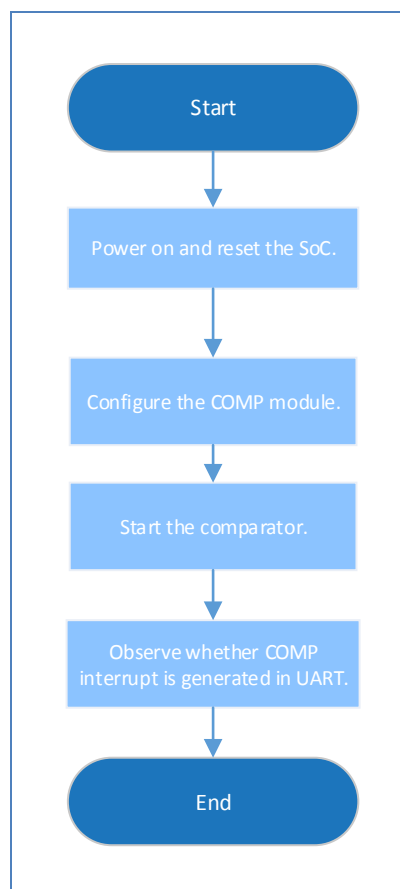 Start
Power on and reset the SoC.
Configure the COMP module.
Start the comparator.
Observe whether COMP
interrupt is generated in UART.
End